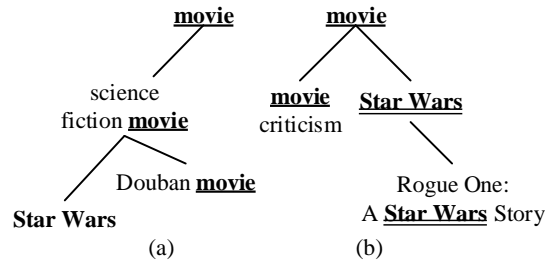 movie
science
fiction movie
Douban movie
Star Wars
(a)
movie
movie
criticism
Star Wars
Rogue One:
A Star Wars Story
(b)